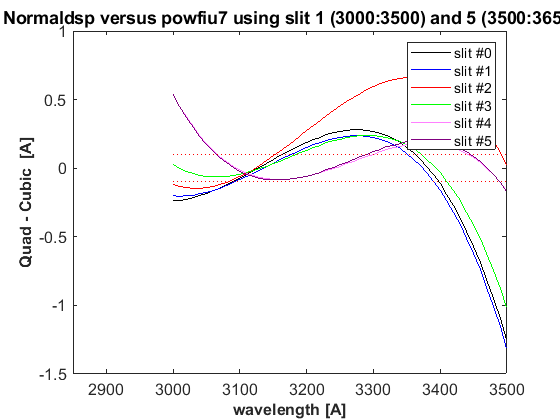 Normaldsp versus powfiu7 using slit 1 (3000:3500) and 5 (3500:365
1
0.5
0
-0.5
-1
-1.5
Quad - Cubic [A]
slit #0
slit #1
slit #2
slit #3
slit #4
slit #5
2900 3000 3100 3200 3300 3400 3500
wavelength [A]